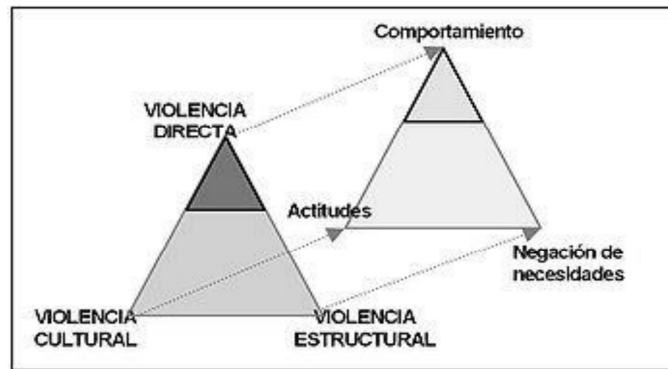 Comportamiento
VIOLENCIA
DIRECTA
Actitudes
Negación de
necesidades
VIOLENCIA
CULTURAL
VIOLENCIA
ESTRUCTURAL